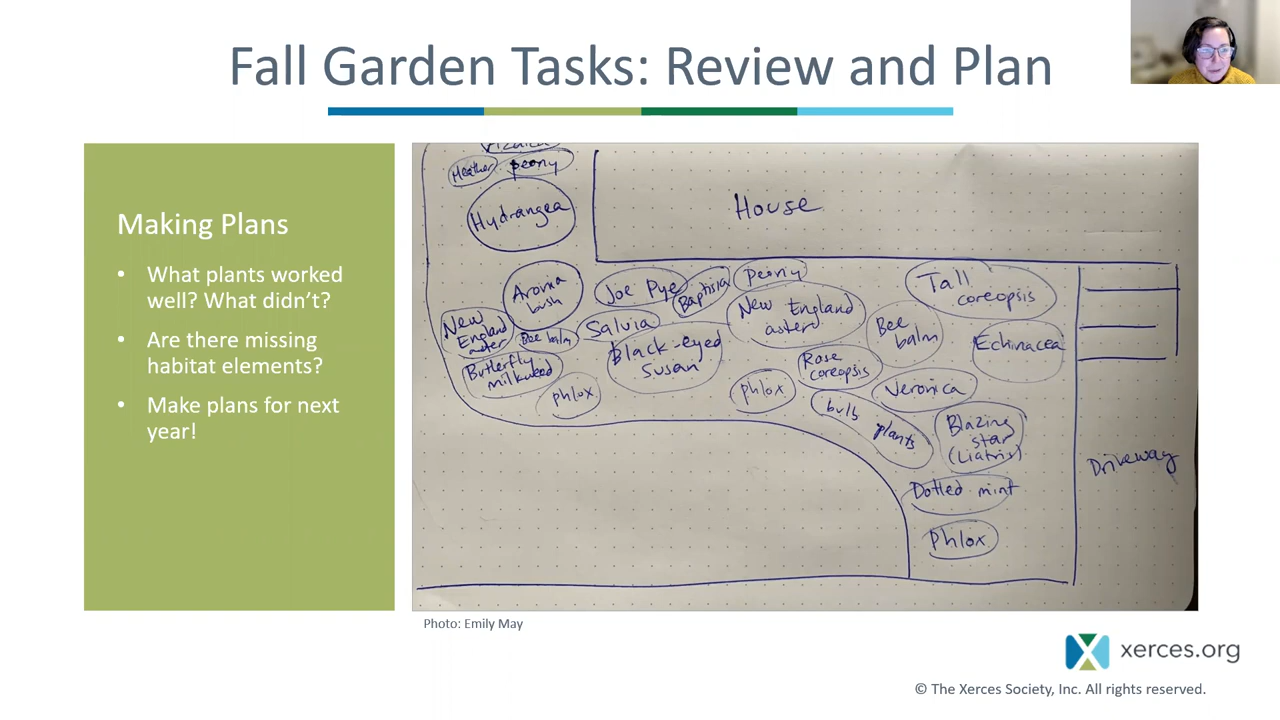 Fall Garden Tasks: Review and Plan
Making Plans
• What plants worked
well? What didn't?
• Are there missing
habitat elements?
• Make plans for next
year!
Heather
peony
Hydrangea
House
Aronia
bush
Joe Pye
Baptisia
Peony
New England
aster
Tall
coreopsis
New
England
aster
Bee balm
Salvia
Black-eyed
susan
Bee
balm
Echinacea
Butterfly
milkweed
phlox
phlox
Rose
coreopsis
Veronica
bulb plants
Blazing
star
(Liatris)
Driveway
Dotted mint
Phlox
Photo: Emily May
xerces.org
© The Xerces Society, Inc. All rights reserved.